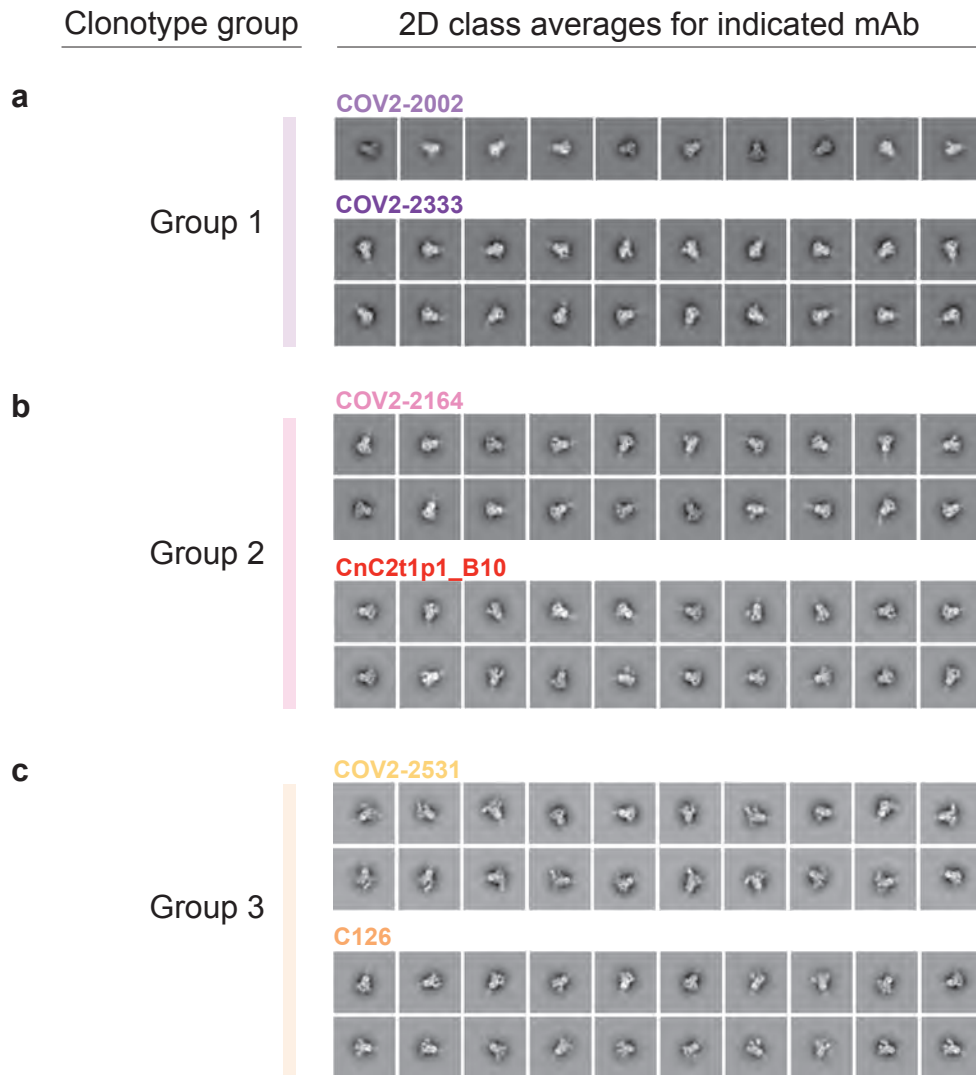 Clonotype group
2D class averages for indicated mAb
a
COV2-2002
Group 1
COV2-2333
b
COV2-2164
Group 2
CnC2t1p1_B10
c
COV2-2531
Group 3
C126